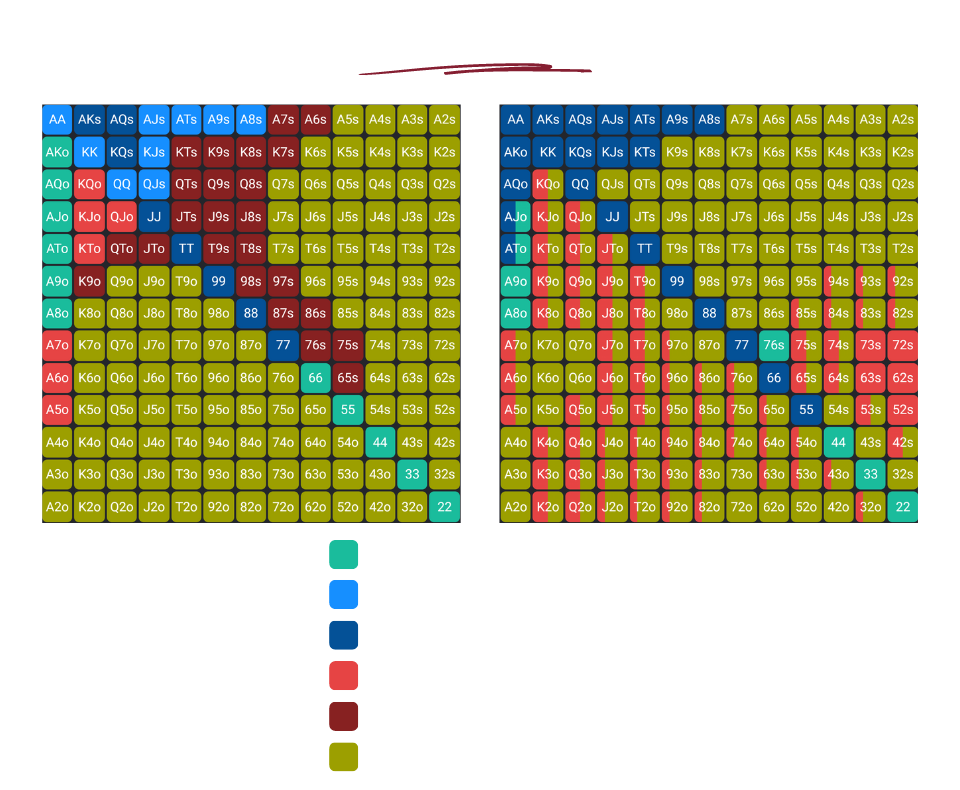 AA AKs AQs AJs ATs A9s A8s A7s A6s A5s A4s A3s A2s
AKo KK KQs KJs KTs K9s K8s K7s K6s K5s K4s K3s K2s
AQo KQo QQ QJs QTs Q9s Q8s Q7s Q6s Q5s Q4s Q3s Q2s
AJo KJo QJo JJ JTs J9s J8s J7s J6s J5s J4s J3s J2s
ATo KTo QTo JTo TT T9s T8s T7s T6s T5s T4s T3s T2s
A9o K9o Q9o J9o T9o 99 98s 97s 96s 95s 94s 93s 92s
A8o K8o Q8o J8o T8o 98o 88 87s 86s 85s 84s 83s 82s
A7o K7o Q7o J7o T7o 97o 87o 77 76s 75s 74s 73s 72s
A6o K6o Q6o J6o T6o 96o 86o 76o 66 65s 64s 63s 62s
A5o K5o Q5o J5o T5o 95o 85o 75o 65o 55 54s 53s 52s
A4o K4o Q4o J4o T4o 94o 84o 74o 64o 54o 44 43s 42s
A3o K3o Q3o J3o T3o 93o 83o 73o 63o 53o 43o 33 32s
A2o K2o Q2o J2o T2o 92o 82o 72o 62o 52o 42o 32o 22
AA AKs AQs AJs ATs A9s A8s A7s A6s A5s A4s A3s A2s
AKo KK KQs KJs KTs K9s K8s K7s K6s K5s K4s K3s K2s
AQo KQo QQ QJs QTs Q9s Q8s Q7s Q6s Q5s Q4s Q3s Q2s
AJo KJo QJo JJ JTs J9s J8s J7s J6s J5s J4s J3s J2s
ATo KTo QTo JTo TT T9s T8s T7s T6s T5s T4s T3s T2s
A9o K9o Q9o J9o T9o 99 98s 97s 96s 95s 94s 93s 92s
A8o K8o Q8o J8o T8o 98o 88 87s 86s 85s 84s 83s 82s
A7o K7o Q7o J7o T7o 97o 87o 77 76s 75s 74s 73s 72s
A6o K6o Q6o J6o T6o 96o 86o 76o 66 65s 64s 63s 62s
A5o K5o Q5o J5o T5o 95o 85o 75o 65o 55 54s 53s 52s
A4o K4o Q4o J4o T4o 94o 84o 74o 64o 54o 44 43s 42s
A3o K3o Q3o J3o T3o 93o 83o 73o 63o 53o 43o 33 32s
A2o K2o Q2o J2o T2o 92o 82o 72o 62o 52o 42o 32o 22